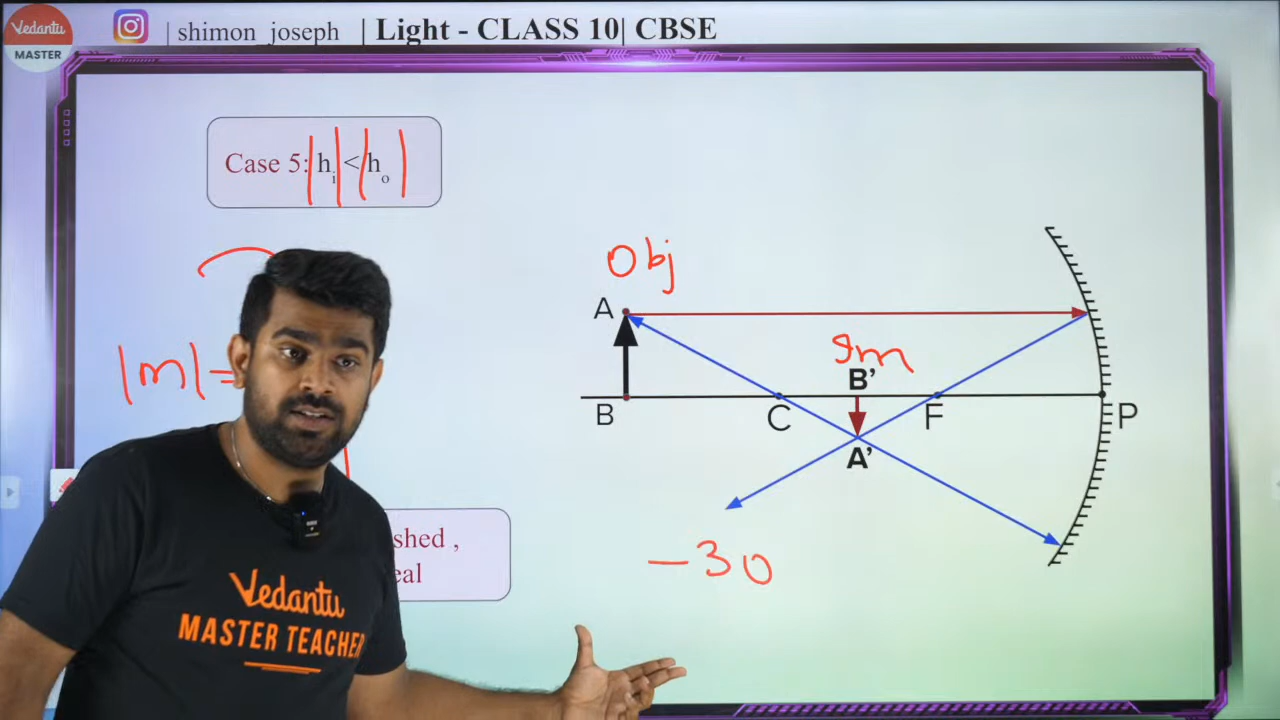 Vedantu
MASTER
| shimon_joseph | Light - CLASS 10| CBSE
Case 5: |hi| < |ho|
Obj
A
Im
B'
|m| =
B
C
F
P
A'
shed ,
eal
-30
Vedantu
MASTER TEACHER